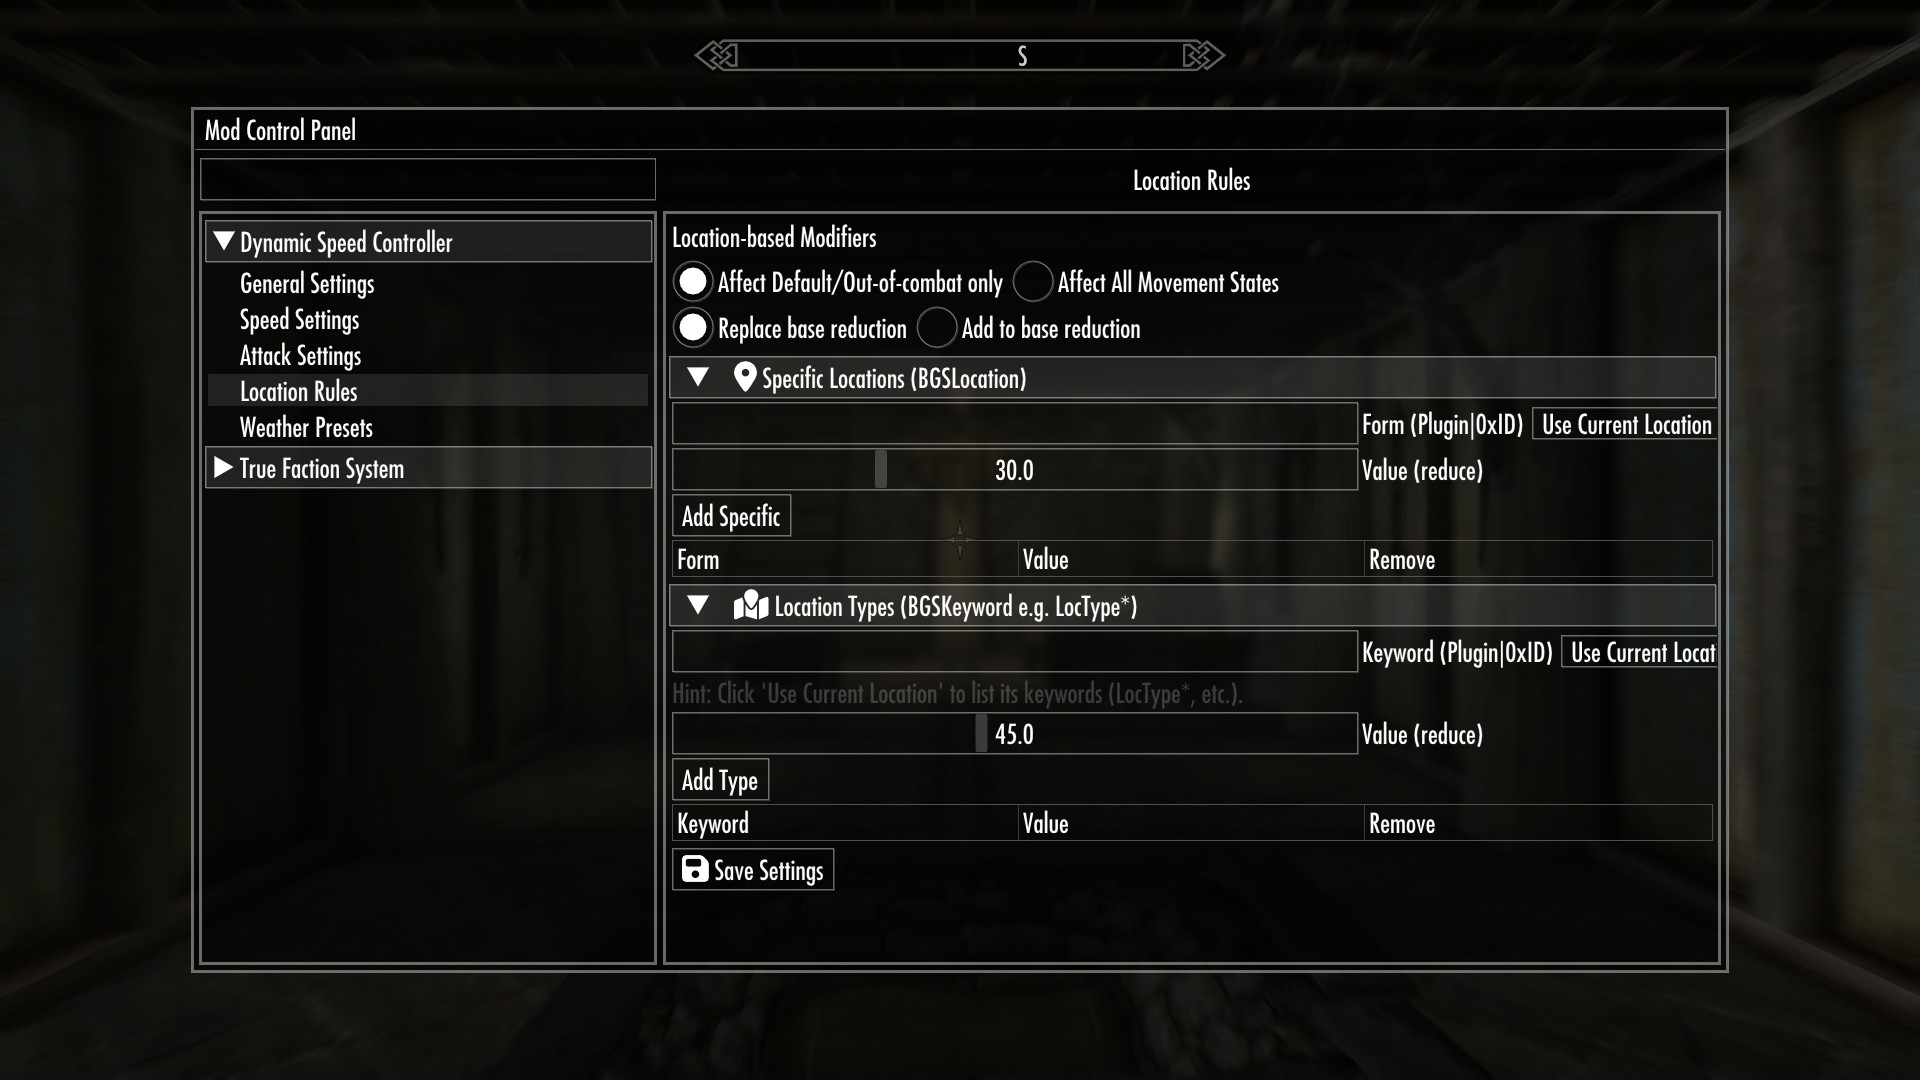 S
Mod Control Panel
Location Rules
Dynamic Speed Controller
General Settings
Speed Settings
Attack Settings
Location Rules
Weather Presets
True Faction System
Location-based Modifiers
Affect Default/Out-of-combat only Affect All Movement States
Replace base reduction Add to base reduction
Specific Locations (BGSLocation)
Form (Plugin|0xID) Use Current Location
30.0 Value (reduce)
Add Specific
Form Value Remove
Location Types (BGSKeyword e.g. LocType*)
Keyword (Plugin|0xID) Use Current Locat
Hint: Click 'Use Current Location' to list its keywords (LocType*, etc.).
45.0 Value (reduce)
Add Type
Keyword Value Remove
Save Settings